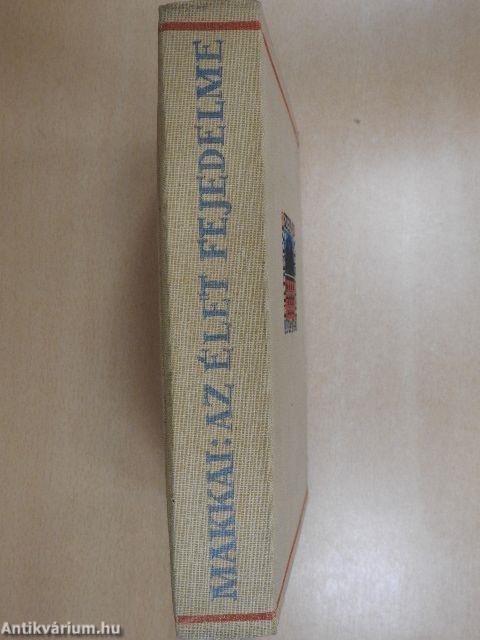 MAKKAI: AZ ÉLET FEJEDELME
Antikvárium.hu